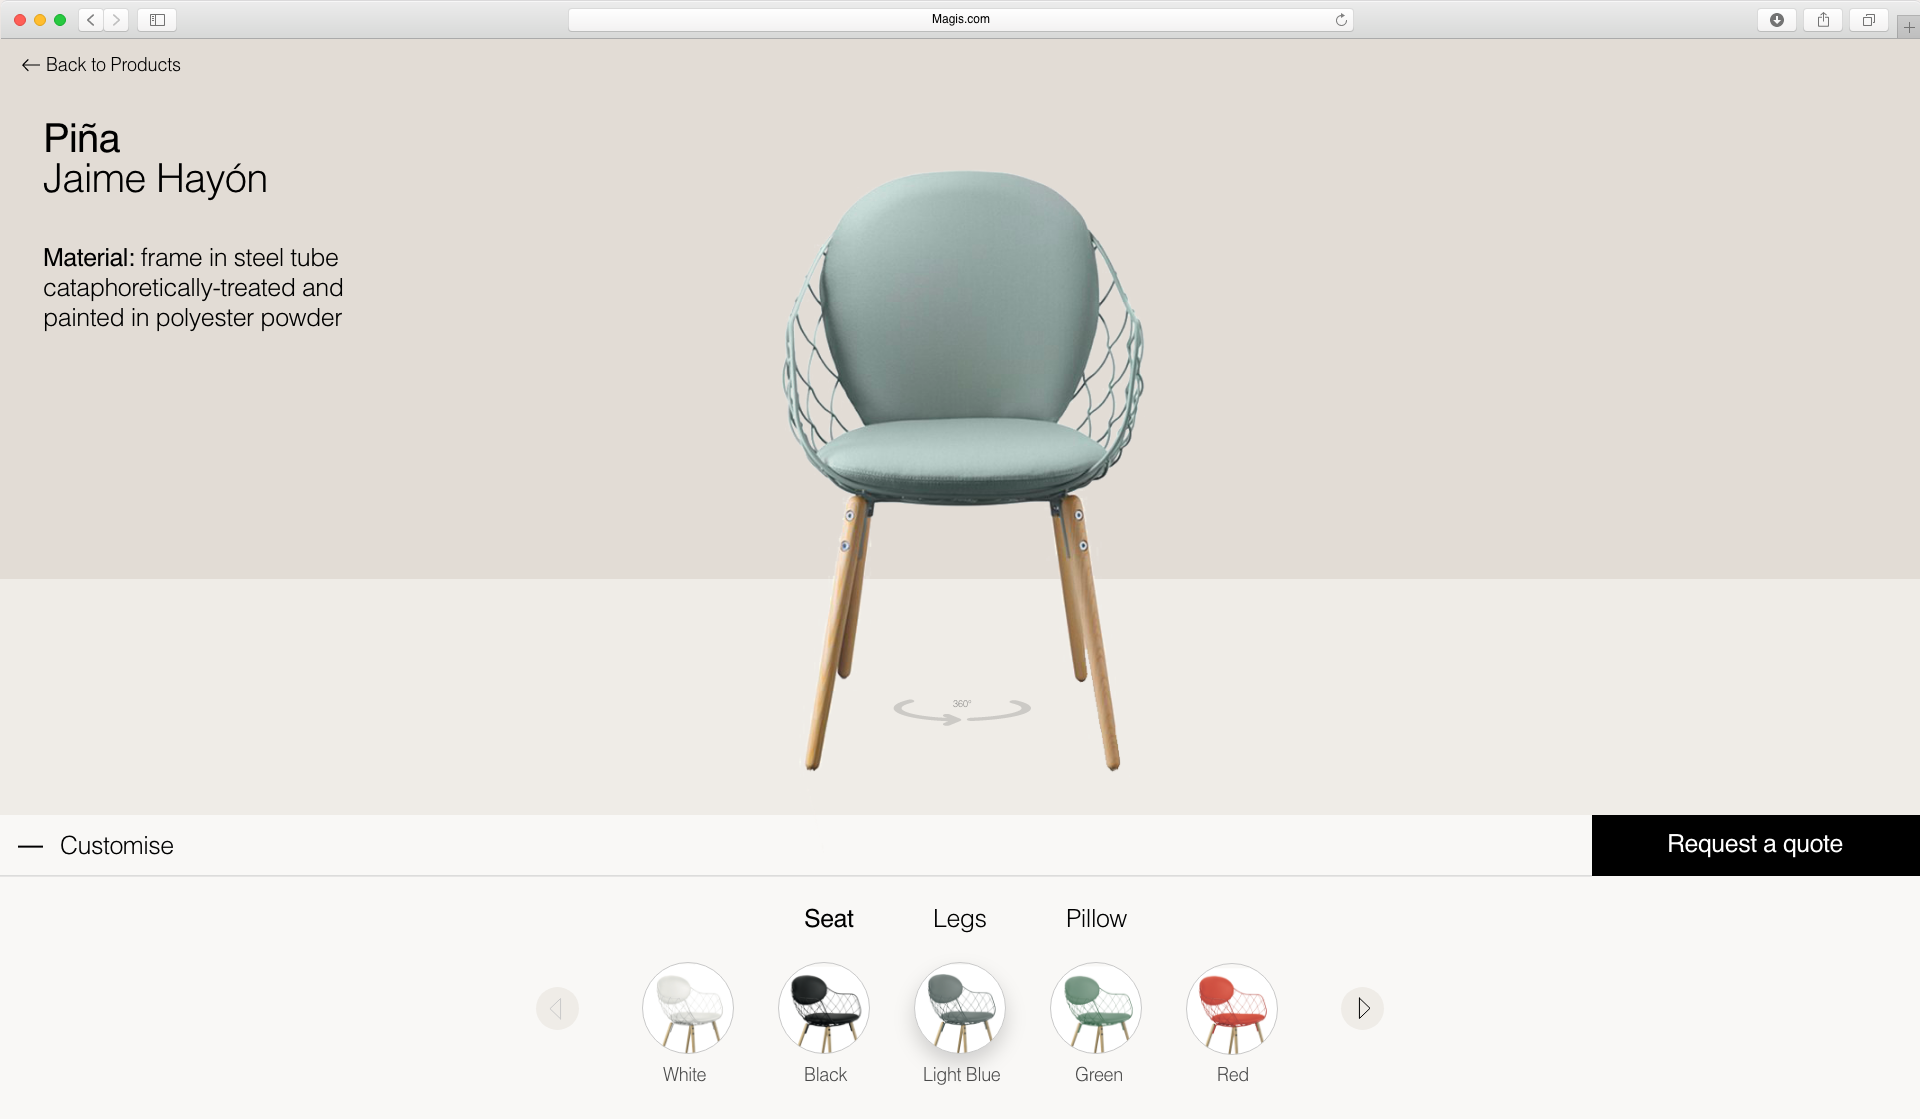 Magis.com
Back to Products
Piña
Jaime Hayón
Material: frame in steel tube
cataphoretically-treated and
painted in polyester powder
360°
Customise
Request a quote
Seat
Legs
Pillow
White
Black
Light Blue
Green
Red